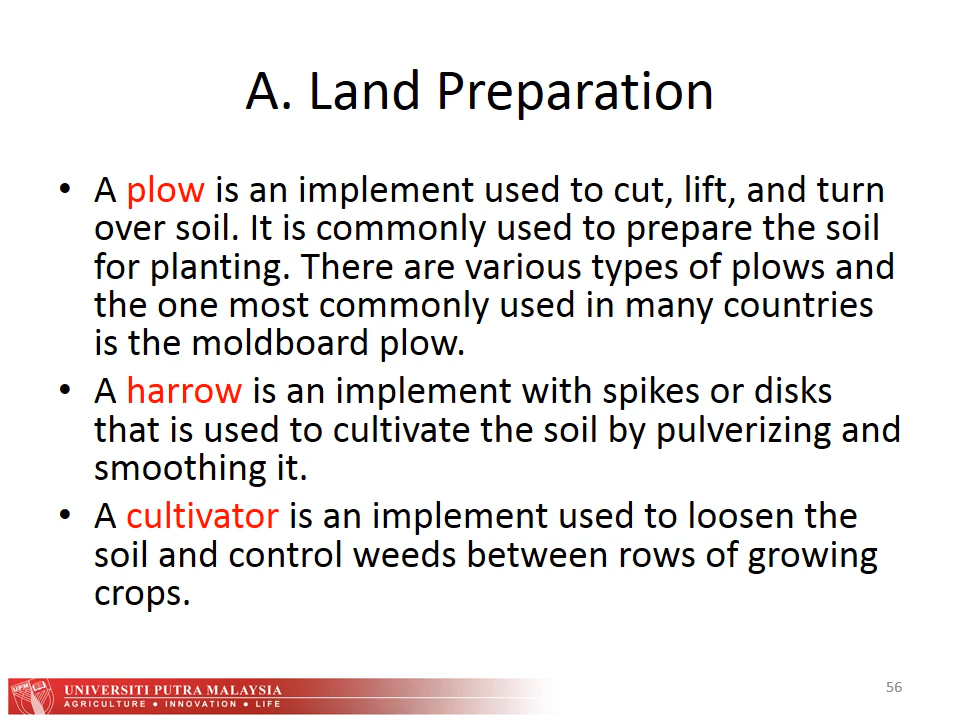 A. Land Preparation
• A plow is an implement used to cut, lift, and turn
over soil. It is commonly used to prepare the soil
for planting. There are various types of plows and
the one most commonly used in many countries
is the moldboard plow.
• A harrow is an implement with spikes or disks
that is used to cultivate the soil by pulverizing and
smoothing it.
• A cultivator is an implement used to loosen the
soil and control weeds between rows of growing
crops.
UPM
UNIVERSITI PUTRA MALAYSIA
AGRICULTURE • INNOVATION • LIFE
56